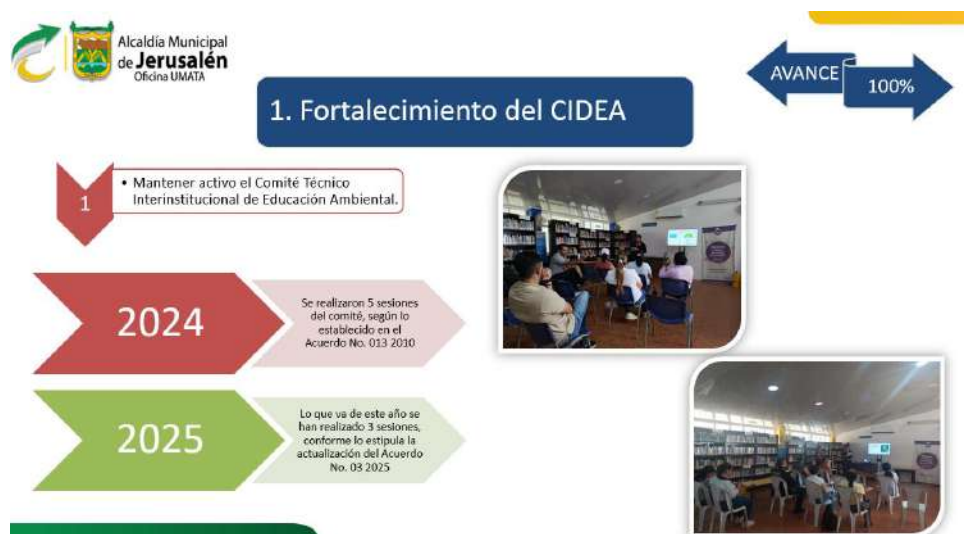 Alcaldía Municipal
de Jerusalén
Oficina UMATA
AVANCE
100%
1. Fortalecimiento del CIDEA
1
• Mantener activo el Comité Técnico
Interinstitucional de Educación Ambiental.
2024
Se realizaron 5 sesiones
del comité, según lo
establecido en el
Acuerdo No. 013 2010
2025
Lo que va de este año se
han realizado 3 sesiones,
conforme lo estipula la
actualización del Acuerdo
No. 03 2025